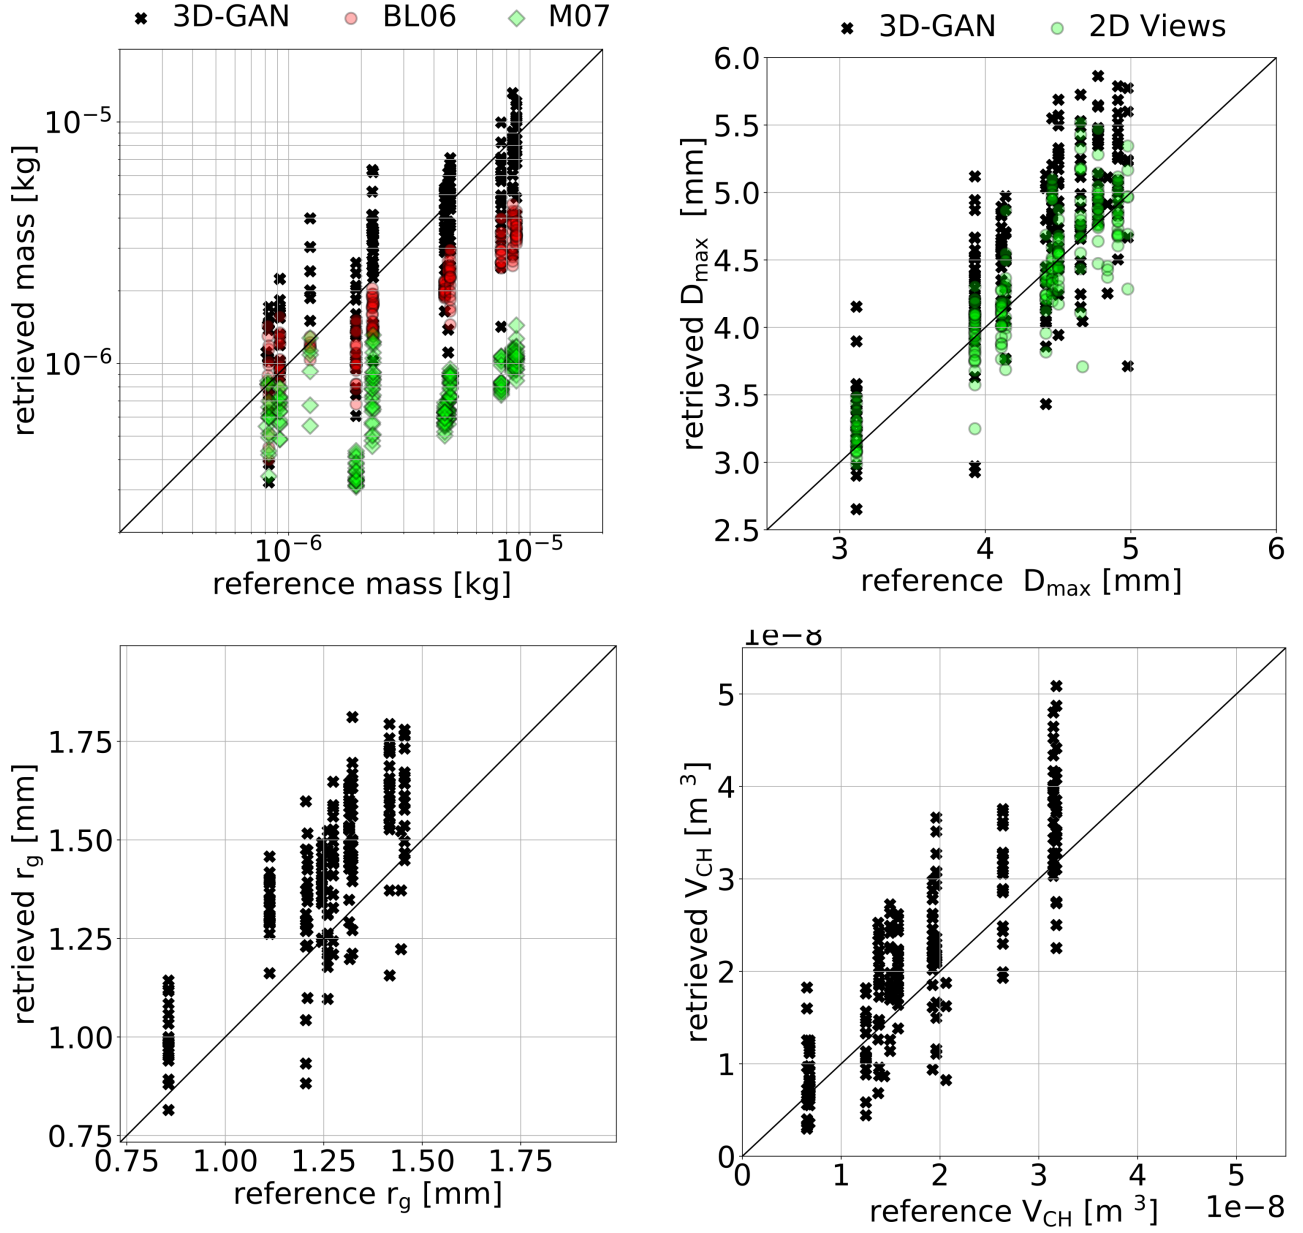 3D-GAN BL06 M07
10⁻⁵
10⁻⁶
retrieved mass [kg]
10⁻⁶ 10⁻⁵
reference mass [kg]
3D-GAN 2D Views
6.0
5.5
5.0
4.5
4.0
3.5
3.0
2.5
retrieved Dmax [mm]
3 4 5 6
reference Dmax [mm]
1.75
1.50
1.25
1.00
0.75
retrieved rg [mm]
0.75 1.00 1.25 1.50 1.75
reference rg [mm]
1e−8
5
4
3
2
1
0
retrieved VCH [m ³]
0 1 2 3 4 5
reference VCH [m ³] 1e−8